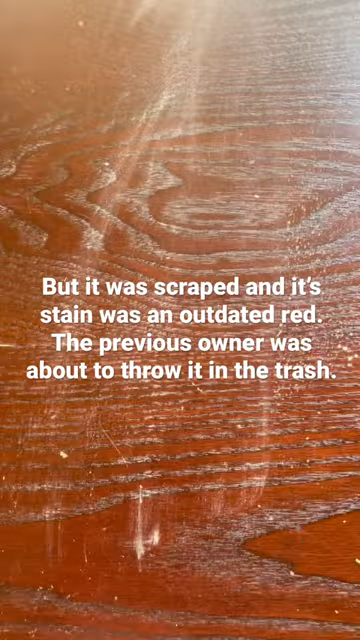 But it was scraped and it's
stain was an outdated red.
The previous owner was
about to throw it in the trash.